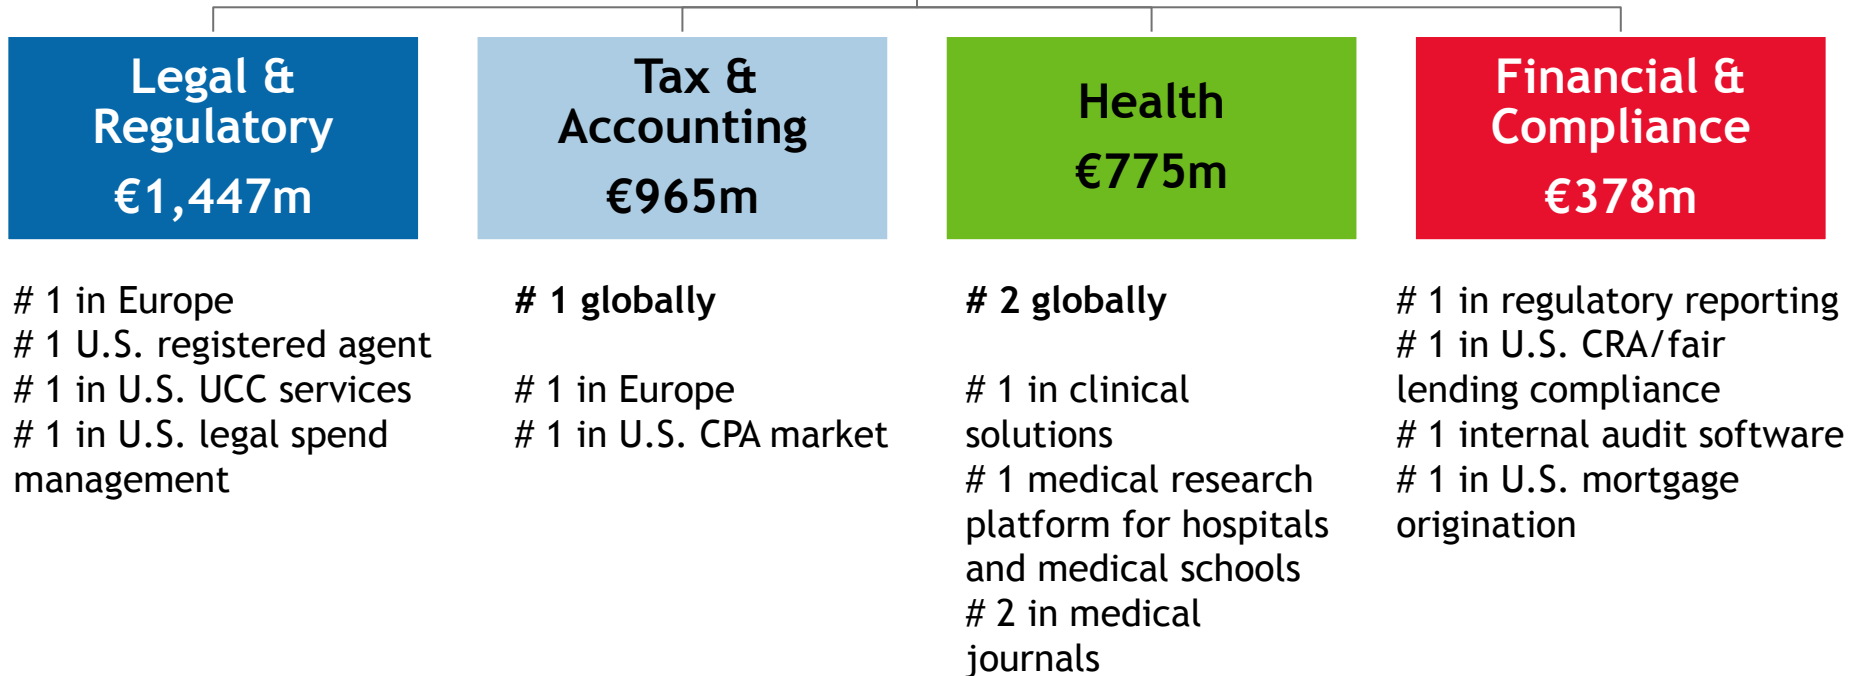 Legal &
Regulatory
€1,447m
# 1 in Europe
# 1 U.S. registered agent
# 1 in U.S. UCC services
# 1 in U.S. legal spend
management
Tax &
Accounting
€965m
# 1 globally
# 1 in Europe
# 1 in U.S. CPA market
Health
€775m
# 2 globally
# 1 in clinical
solutions
# 1 medical research
platform for hospitals
and medical schools
# 2 in medical
journals
Financial &
Compliance
€378m
# 1 in regulatory reporting
# 1 in U.S. CRA/fair
lending compliance
# 1 internal audit software
# 1 in U.S. mortgage
origination